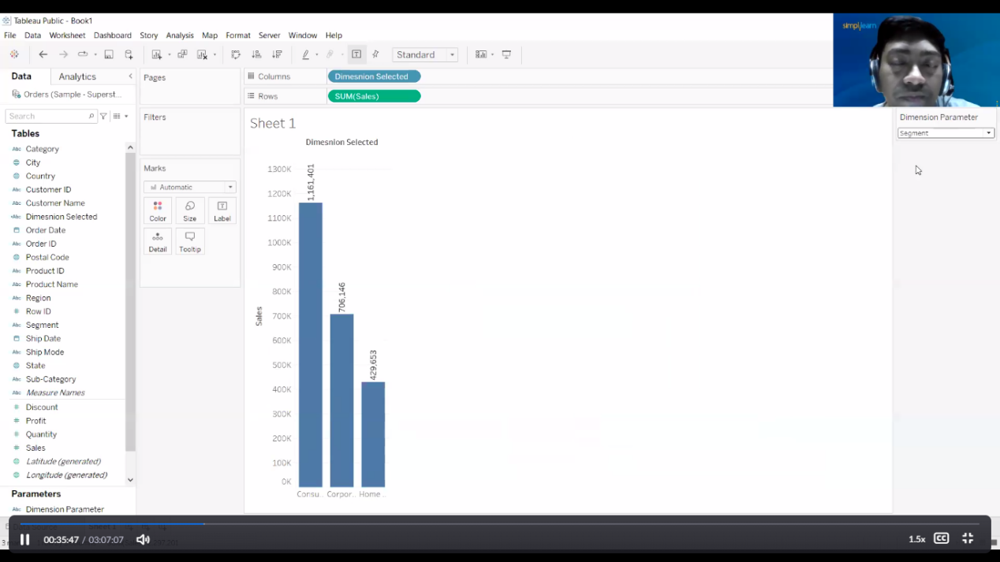 Tableau Public - Book1
File Data Worksheet Dashboard Story Analysis Map Format Server Window Help
simplilearn
Standard
Data Analytics
Pages
Columns
Dimesnion Selected
Orders (Sample - Superst...
Rows
SUM(Sales)
Search
Filters
Sheet 1
Dimension Parameter
Segment
Tables
Category
City
Country
Customer ID
Customer Name
Dimesnion Selected
Order Date
Order ID
Postal Code
Product ID
Product Name
Region
Row ID
Segment
Ship Date
Ship Mode
State
Sub-Category
Measure Names
Discount
Profit
Quantity
Sales
Latitude (generated)
Longitude (generated)
Parameters
Dimension Parameter
Marks
Automatic
Color Size Label
Detail Tooltip
Dimesnion Selected
1300K
1200K
1100K
1000K
900K
800K
700K
600K
500K
400K
300K
200K
100K
0K
Sales
1,161,401
706,146
429,653
Consu.. Corpor.. Home ..
00:35:47 / 03:07:07
1.5x
CC